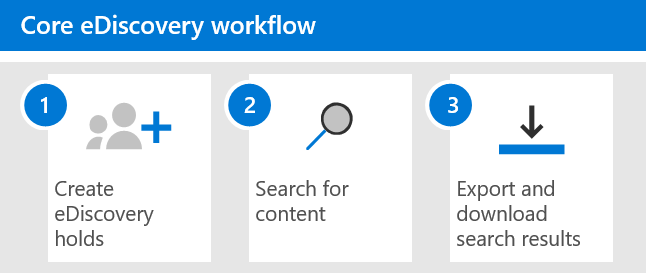 Core eDiscovery workflow
1
Create
eDiscovery
holds
2
Search for
content
3
Export and
download
search results